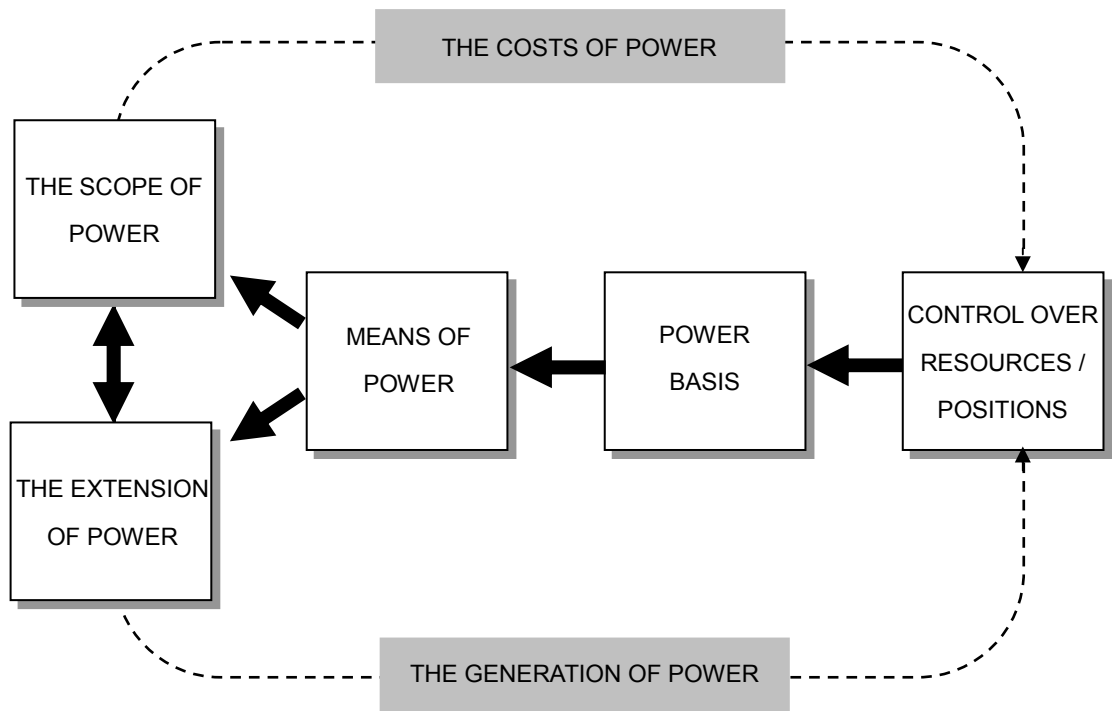 THE COSTS OF POWER
THE SCOPE OF
POWER
MEANS OF
POWER
POWER
BASIS
CONTROL OVER
RESOURCES /
POSITIONS
THE EXTENSION
OF POWER
THE GENERATION OF POWER